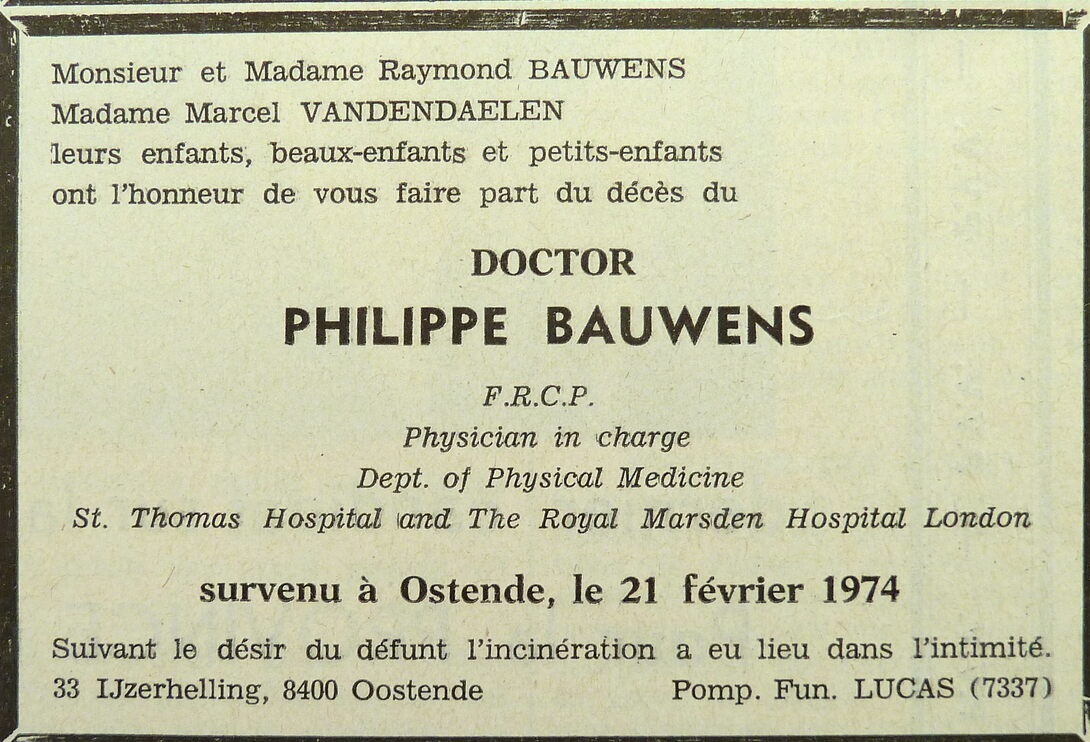 Monsieur et Madame Raymond BAUWENS
Madame Marcel VANDENDAELEN
leurs enfants, beaux-enfants et petits-enfants
ont l'honneur de vous faire part du décès du
DOCTOR
PHILIPPE BAUWENS
F.R.C.P.
Physician in charge
Dept. of Physical Medicine
St. Thomas Hospital and The Royal Marsden Hospital London
survenu à Ostende, le 21 février 1974
Suivant le désir du défunt l'incinération a eu lieu dans l'intimité.
33 IJzerhelling, 8400 Oostende Pomp. Fun. LUCAS (7337)